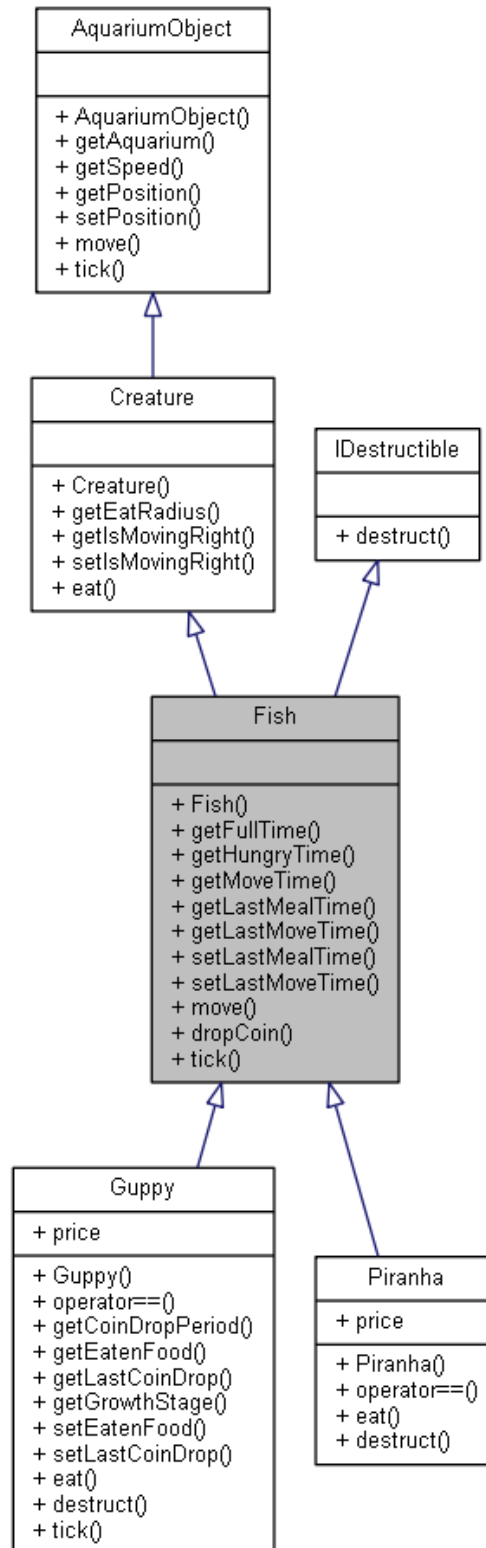 AquariumObject
+ AquariumObject()
+ getAquarium()
+ getSpeed()
+ getPosition()
+ setPosition()
+ move()
+ tick()
Creature
+ Creature()
+ getEatRadius()
+ getIsMovingRight()
+ setIsMovingRight()
+ eat()
IDestructible
+ destruct()
Fish
+ Fish()
+ getFullTime()
+ getHungryTime()
+ getMoveTime()
+ getLastMealTime()
+ getLastMoveTime()
+ setLastMealTime()
+ setLastMoveTime()
+ move()
+ dropCoin()
+ tick()
Guppy
+ price
+ Guppy()
+ operator==()
+ getCoinDropPeriod()
+ getEatenFood()
+ getLastCoinDrop()
+ getGrowthStage()
+ setEatenFood()
+ setLastCoinDrop()
+ eat()
+ destruct()
+ tick()
Piranha
+ price
+ Piranha()
+ operator==()
+ eat()
+ destruct()